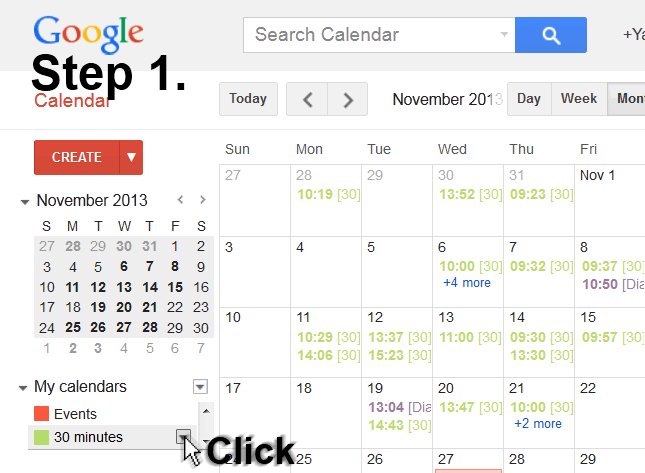 Google
Search Calendar
+Ya
Step 1.
Calendar
Today
November 2013
Day
Week
Mont
CREATE
Sun Mon Tue Wed Thu Fri
27 28 29 30 31 Nov 1
10:19 [30] 13:52 [30] 09:23 [30]
November 2013
S M T W T F S
27 28 29 30 31 1 2
3 4 5 6 7 8 9
10 11 12 13 14 15 16
17 18 19 20 21 22 23
24 25 26 27 28 29 30
1 2 3 4 5 6 7
3 4 5 6 7 8
10:00 [30] 09:32 [30] 09:37 [30]
+4 more 10:50 [Dia
10 11 12 13 14 15
10:29 [30] 13:37 [30] 11:00 [30] 09:30 [30] 09:57 [30]
14:06 [30] 15:23 [30] 13:30 [30]
My calendars
Events
30 minutes
Click
17 18 19 20 21 22
13:04 [Dia 13:47 [30] 10:00 [30]
14:43 [30] +2 more
24 25 26 27 28 29